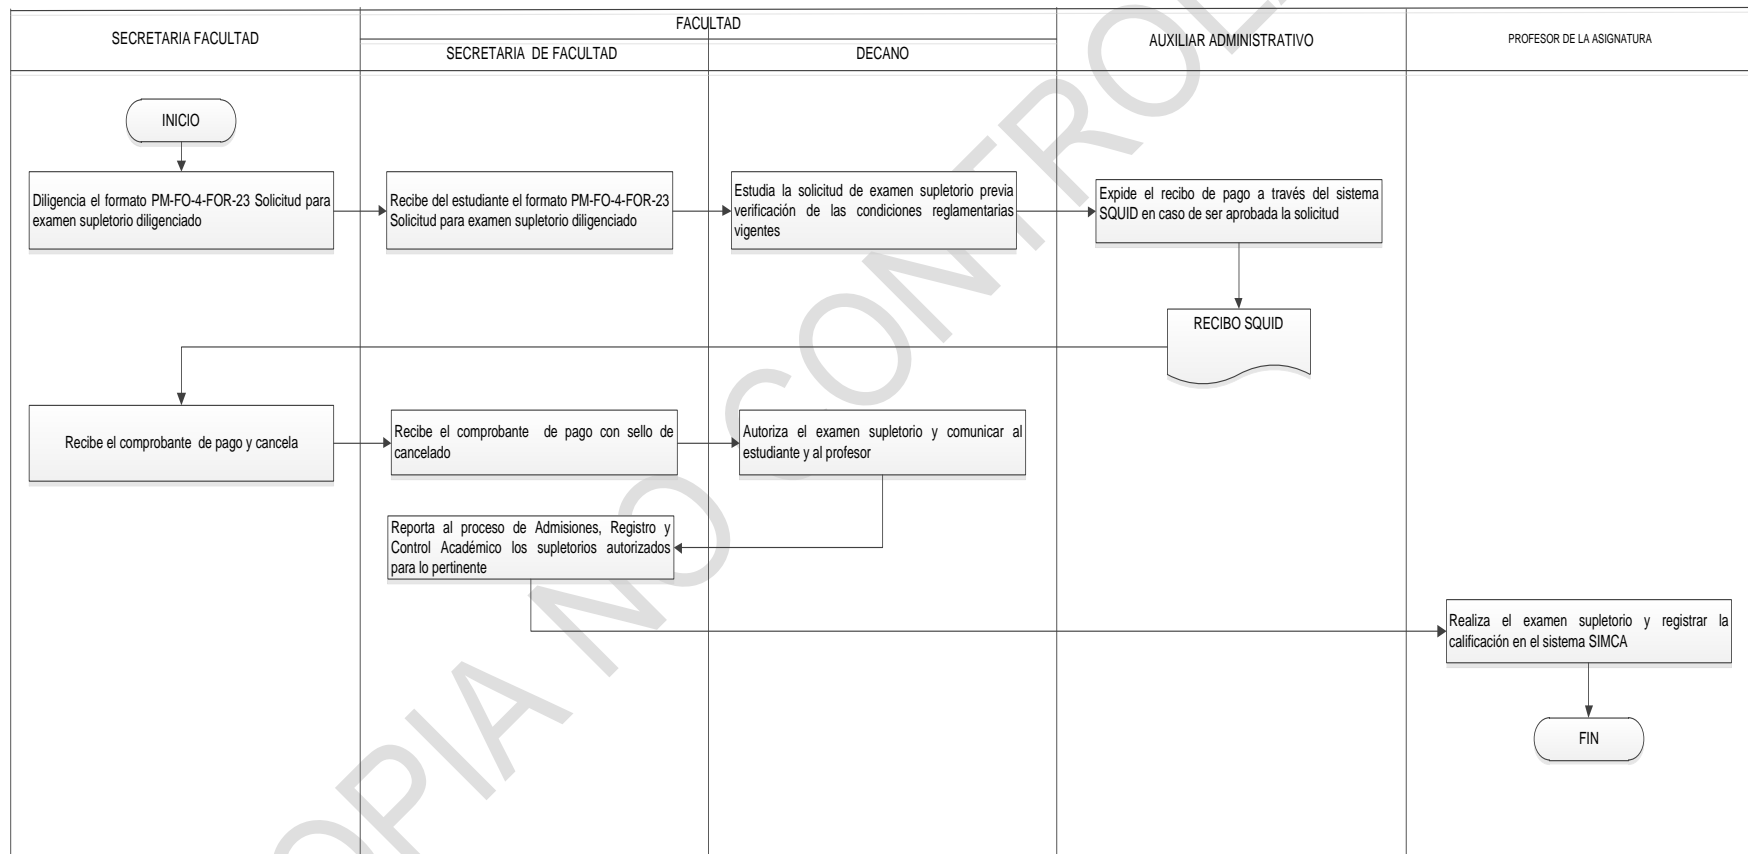 SECRETARIA FACULTAD
FACULTAD
SECRETARIA DE FACULTAD
DECANO
AUXILIAR ADMINISTRATIVO
PROFESOR DE LA ASIGNATURA
INICIO
Diligencia el formato PM-FO-4-FOR-23 Solicitud para
examen supletorio diligenciado
Recibe del estudiante el formato PM-FO-4-FOR-23
Solicitud para examen supletorio diligenciado
Estudia la solicitud de examen supletorio previa
verificación de las condiciones reglamentarias
vigentes
Expide el recibo de pago a través del sistema
SQUID en caso de ser aprobada la solicitud
RECIBO SQUID
Recibe el comprobante de pago y cancela
Recibe el comprobante de pago con sello de
cancelado
Autoriza el examen supletorio y comunicar al
estudiante y al profesor
Reporta al proceso de Admisiones, Registro y
Control Académico los supletorios autorizados
para lo pertinente
Realiza el examen supletorio y registrar la
calificación en el sistema SIMCA
FIN
OPIA NO CONTROL